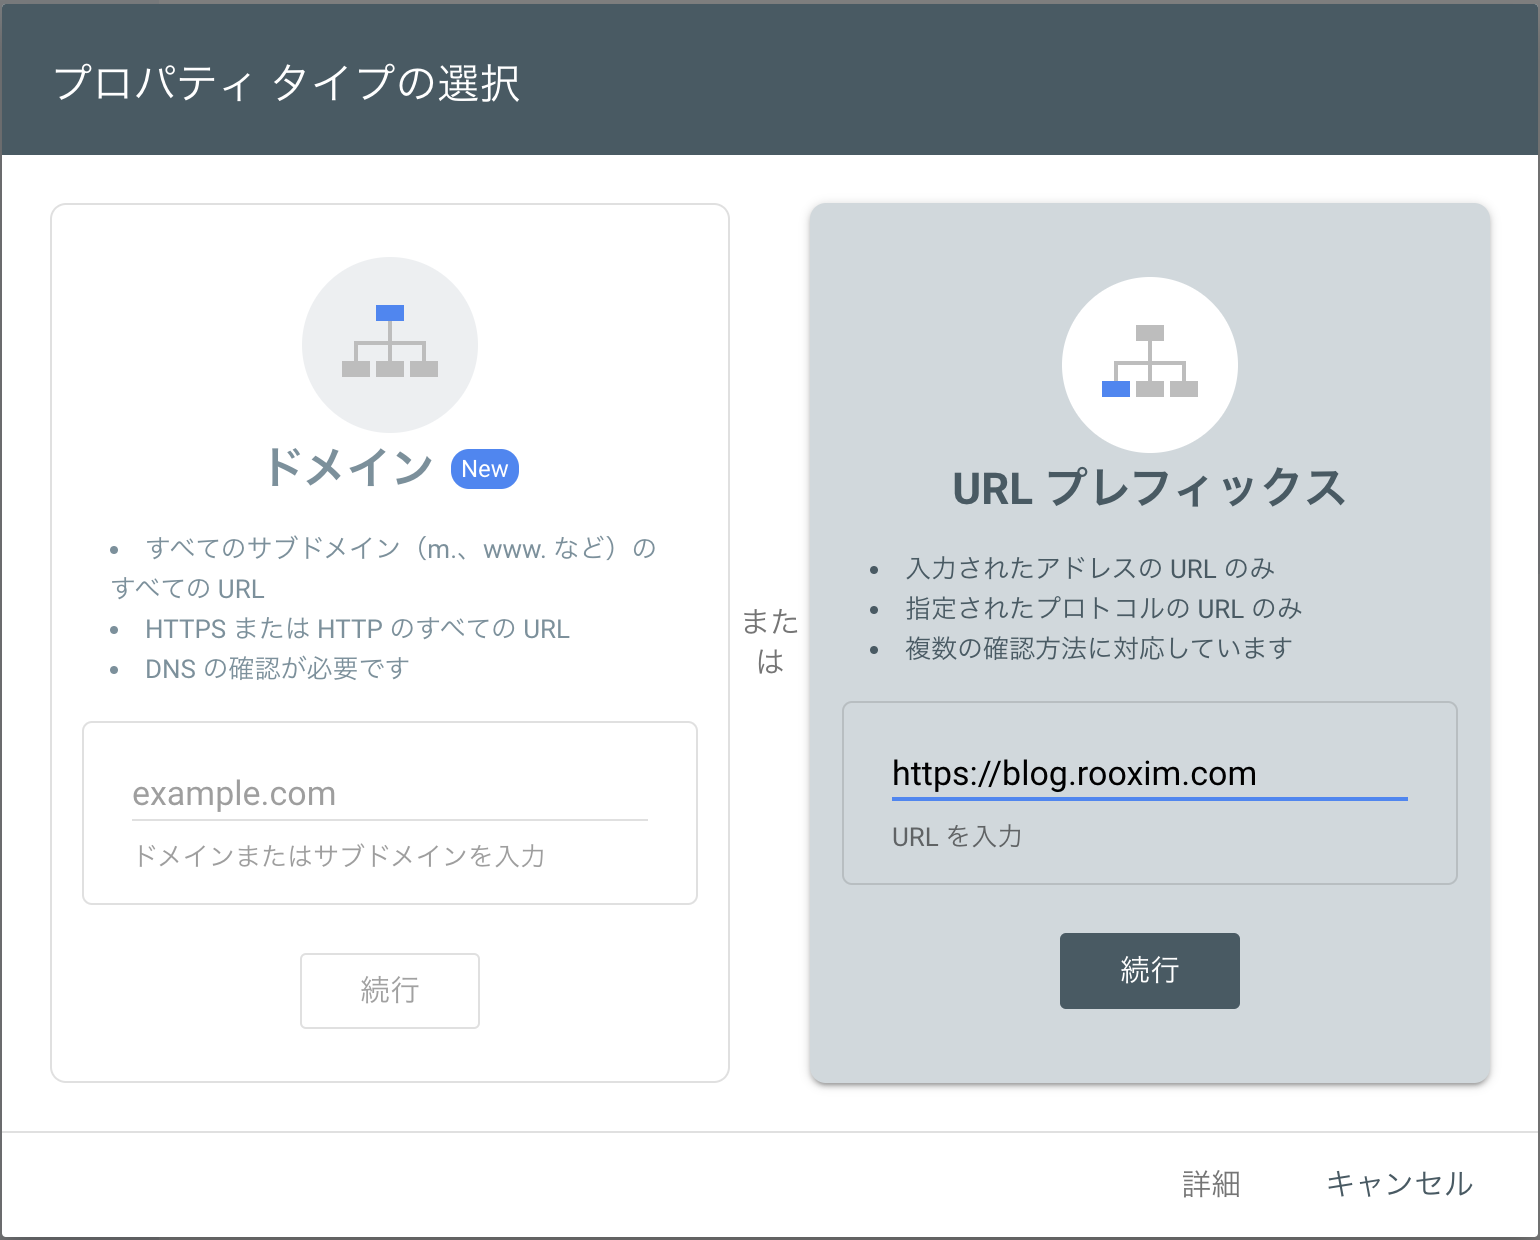 プロパティ タイプの選択
ドメイン New
• すべてのサブドメイン（m.、www. など）の
すべての URL
• HTTPS または HTTP のすべての URL
• DNS の確認が必要です
example.com
ドメインまたはサブドメインを入力
続行
また
は
URL プレフィックス
• 入力されたアドレスの URL のみ
• 指定されたプロトコルの URL のみ
• 複数の確認方法に対応しています
https://blog.rooxim.com
URL を入力
続行
詳細 キャンセル